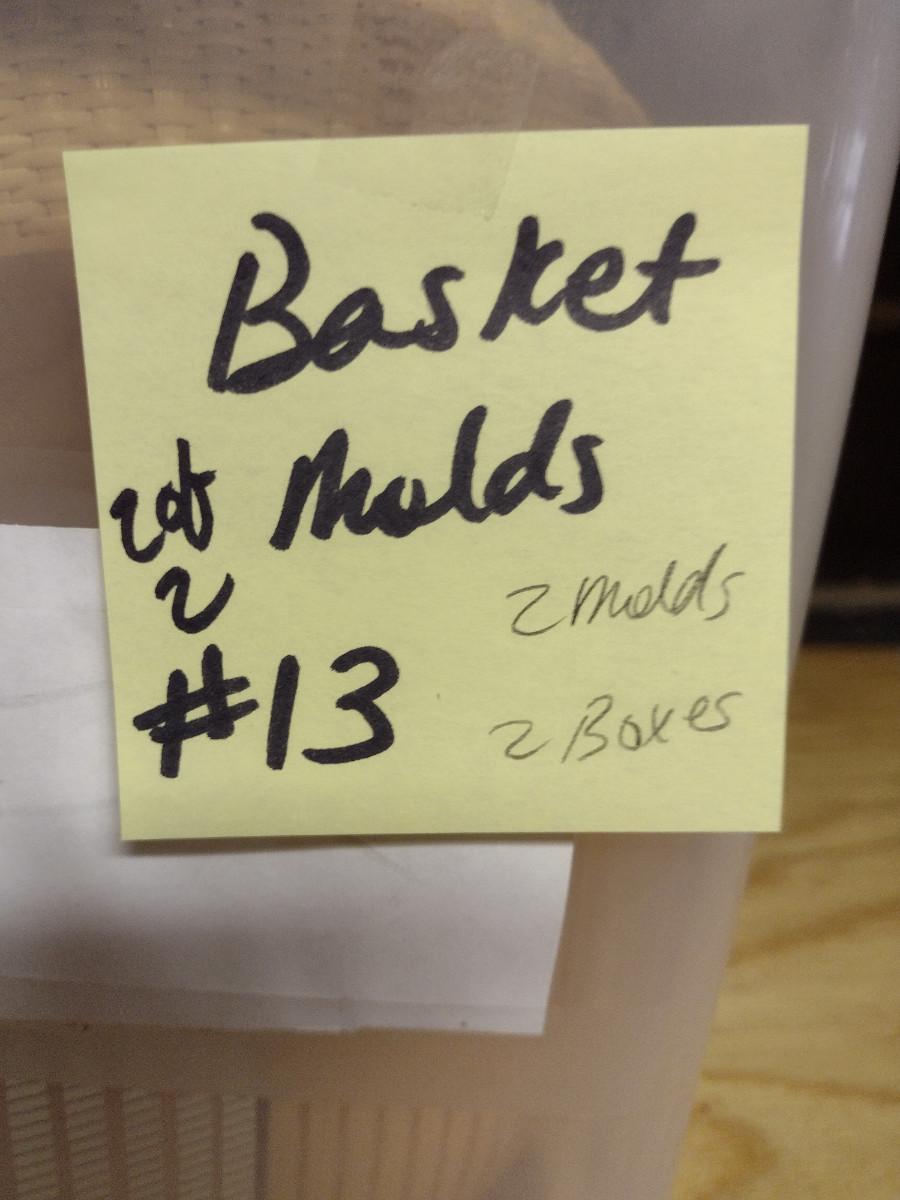 Basket
Molds
2 of
2
#13
2 molds
2 Boxes